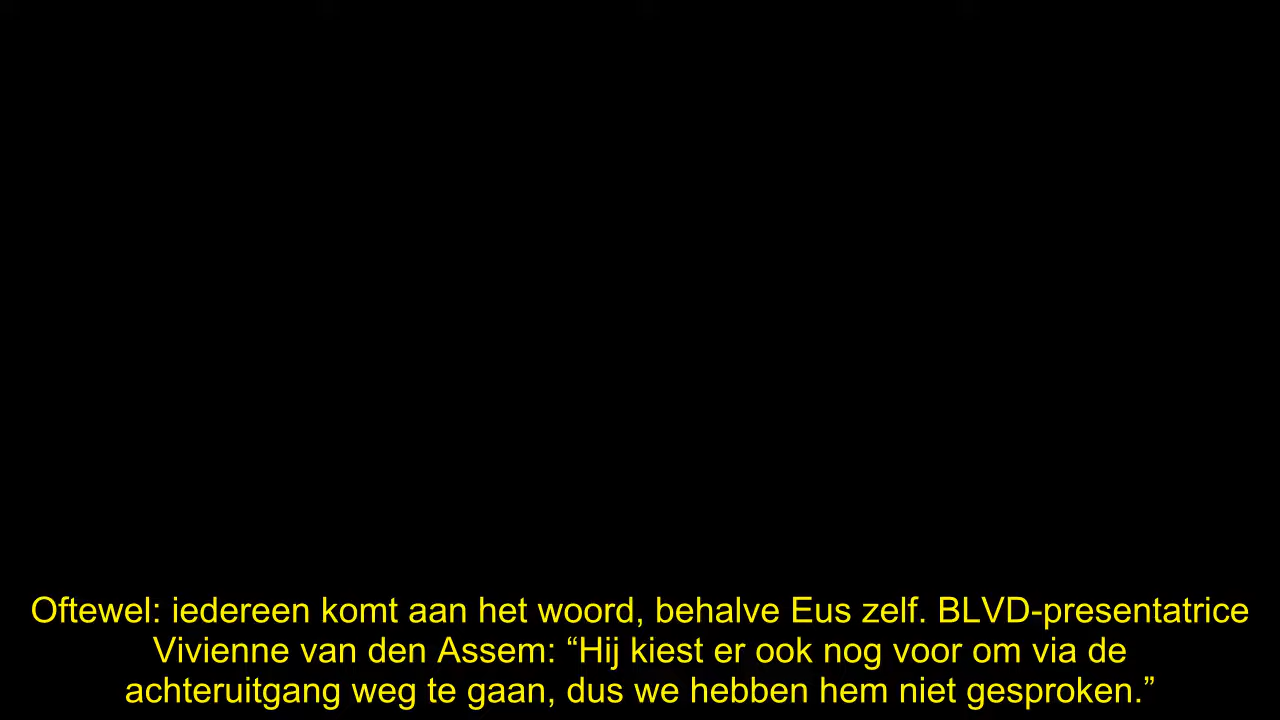 Oftewel: iedereen komt aan het woord, behalve Eus zelf. BLVD-presentatrice
Vivienne van den Assem: “Hij kiest er ook nog voor om via de
achteruitgang weg te gaan, dus we hebben hem niet gesproken.”